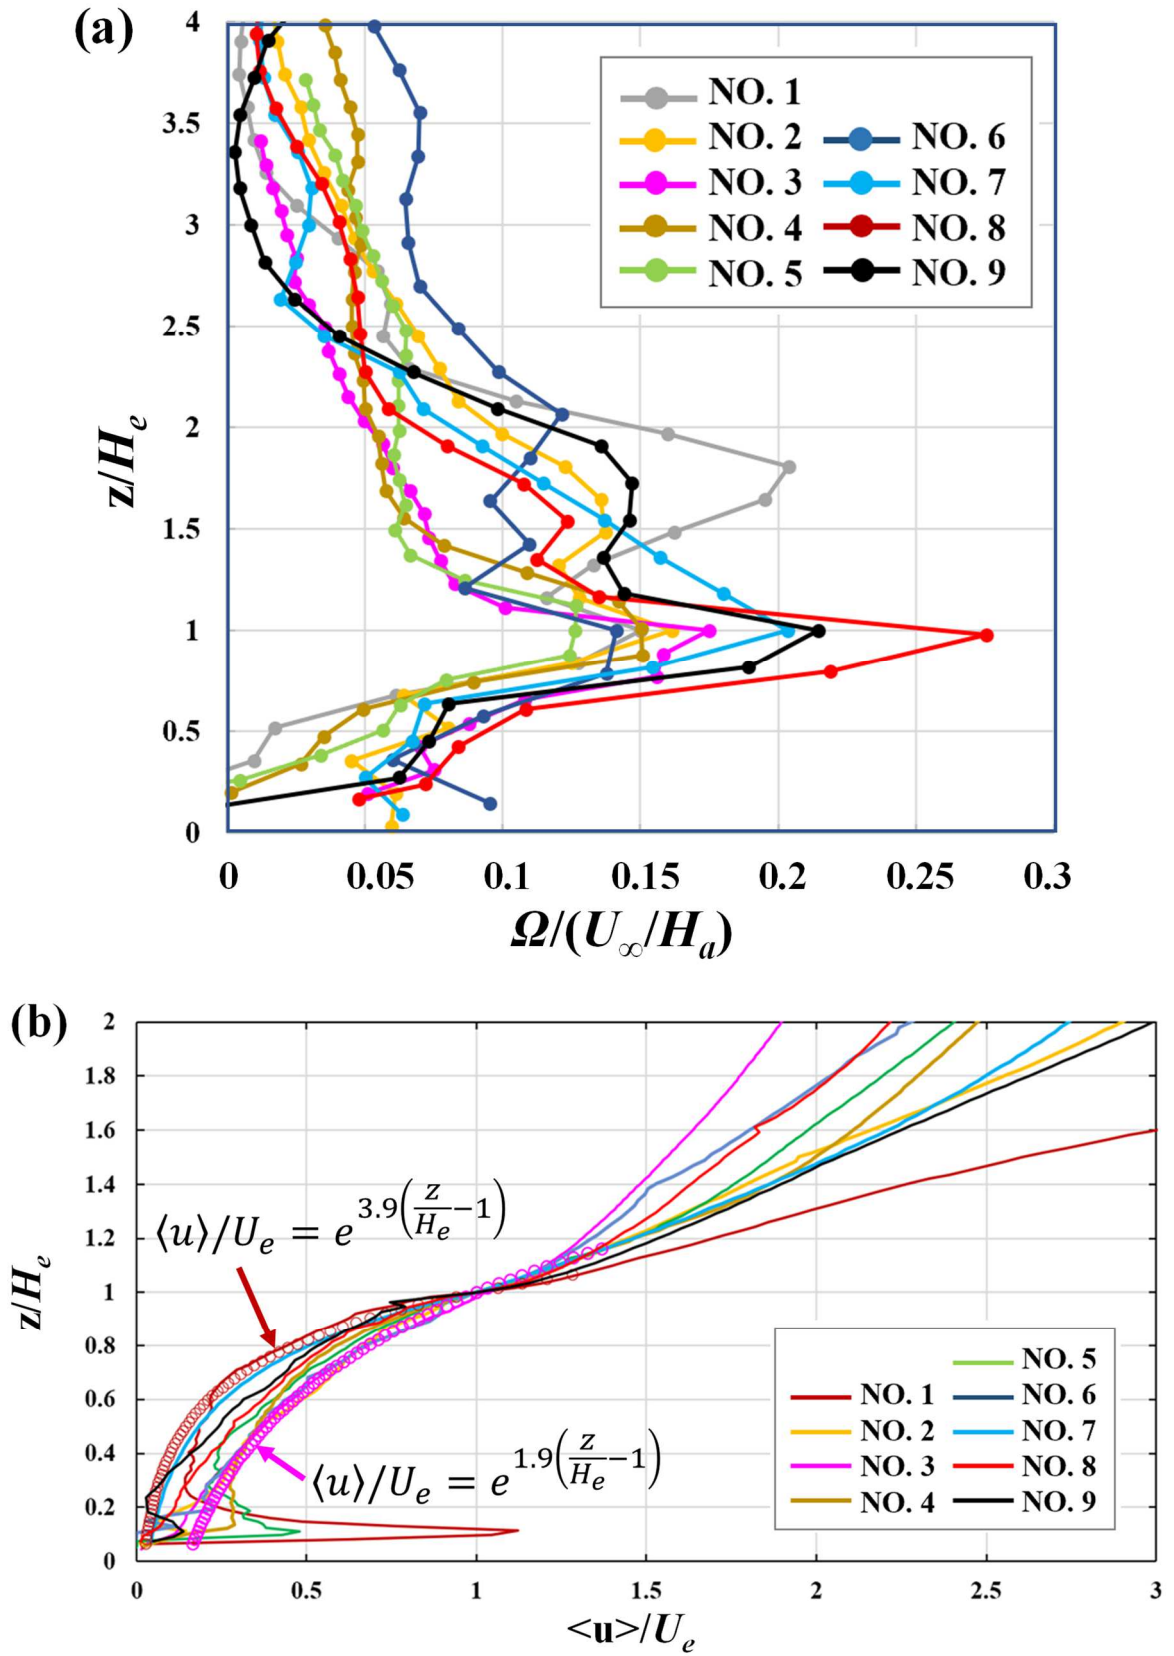 (a)
4
3.5
3
2.5
2
1.5
1
0.5
0
z/Hₑ
NO. 1
NO. 2
NO. 3
NO. 4
NO. 5
NO. 6
NO. 7
NO. 8
NO. 9
0 0.05 0.1 0.15 0.2 0.25 0.3
Ω/(U∞/Hₐ)
(b)
2
1.8
1.6
1.4
1.2
1
0.8
0.6
0.4
0.2
0
z/Hₑ
⟨u⟩/Uₑ = e^{3.9(z/Hₑ−1)}
⟨u⟩/Uₑ = e^{1.9(z/Hₑ−1)}
NO. 1
NO. 2
NO. 3
NO. 4
NO. 5
NO. 6
NO. 7
NO. 8
NO. 9
0 0.5 1 1.5 2 2.5 3
<u>/Uₑ